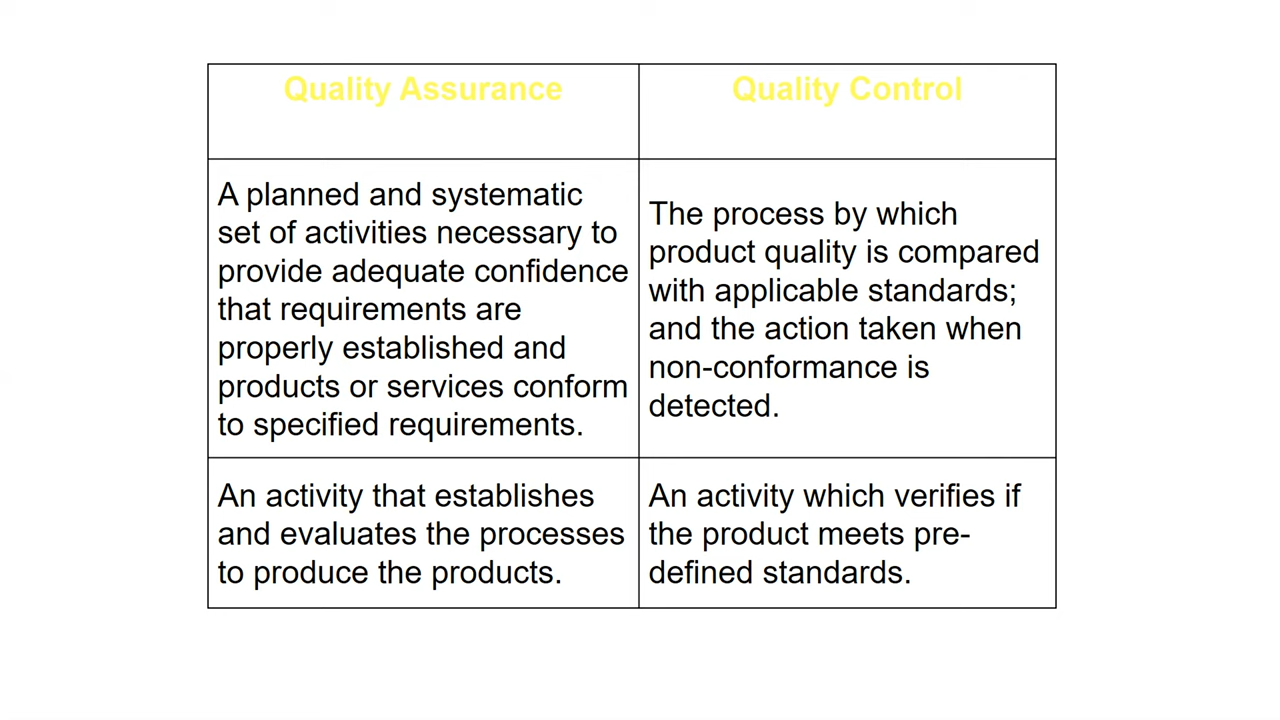 Quality Assurance
Quality Control
A planned and systematic
set of activities necessary to
provide adequate confidence
that requirements are
properly established and
products or services conform
to specified requirements.
The process by which
product quality is compared
with applicable standards;
and the action taken when
non-conformance is
detected.
An activity that establishes
and evaluates the processes
to produce the products.
An activity which verifies if
the product meets pre-
defined standards.